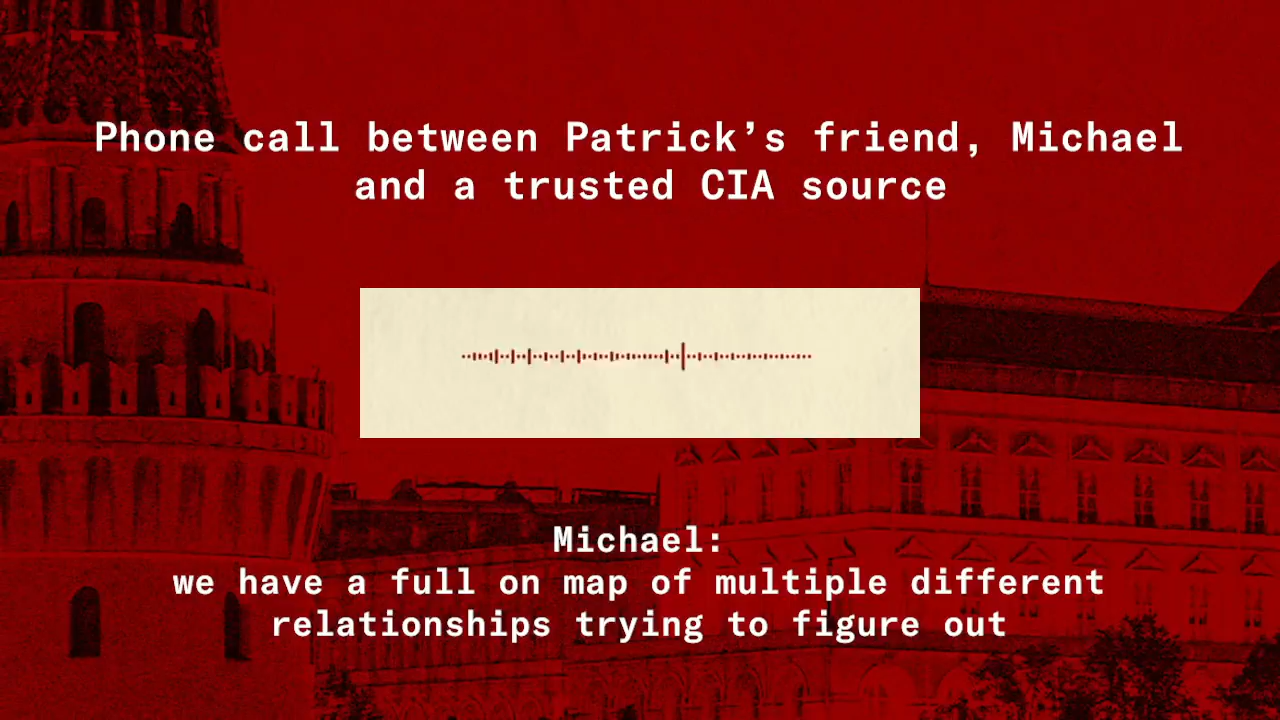 Phone call between Patrick’s friend, Michael
and a trusted CIA source
Michael:
we have a full on map of multiple different
relationships trying to figure out